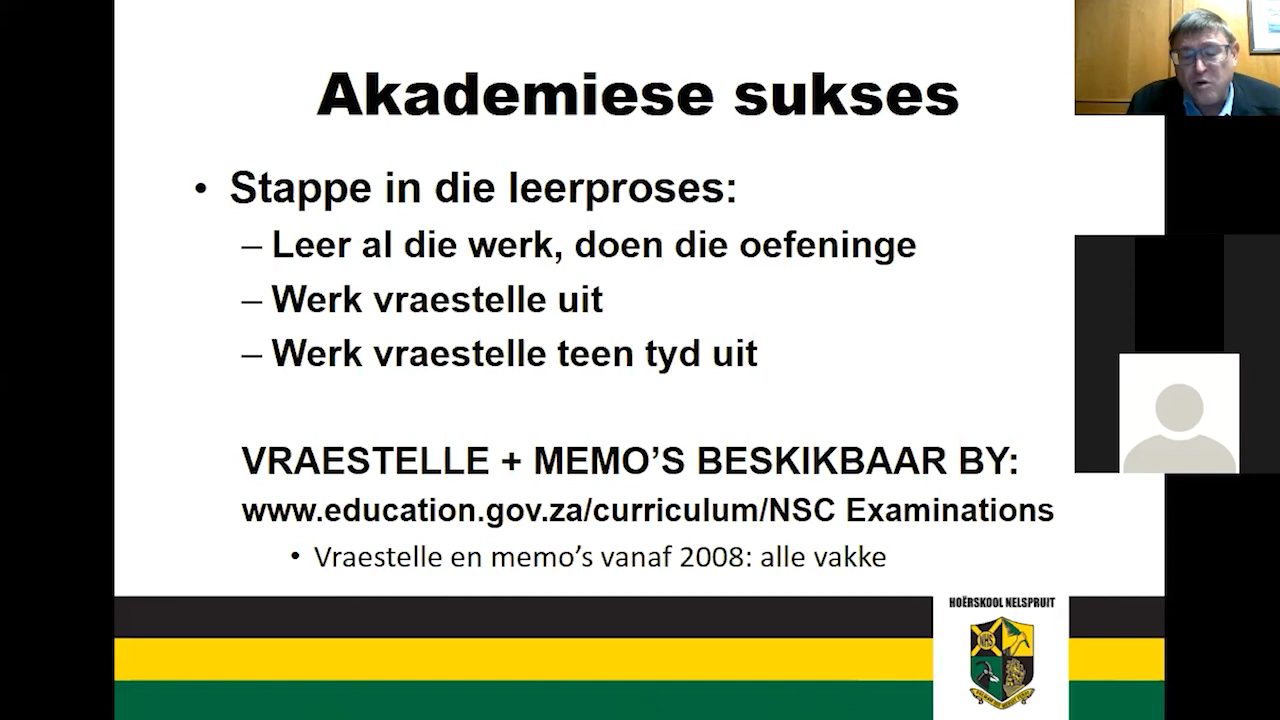 Akademiese sukses
• Stappe in die leerproses:
– Leer al die werk, doen die oefeninge
– Werk vraestelle uit
– Werk vraestelle teen tyd uit
VRAESTELLE + MEMO’S BESKIKBAAR BY:
www.education.gov.za/curriculum/NSC Examinations
• Vraestelle en memo’s vanaf 2008: alle vakke
HOËRSKOOL NELSPRUIT
NHS